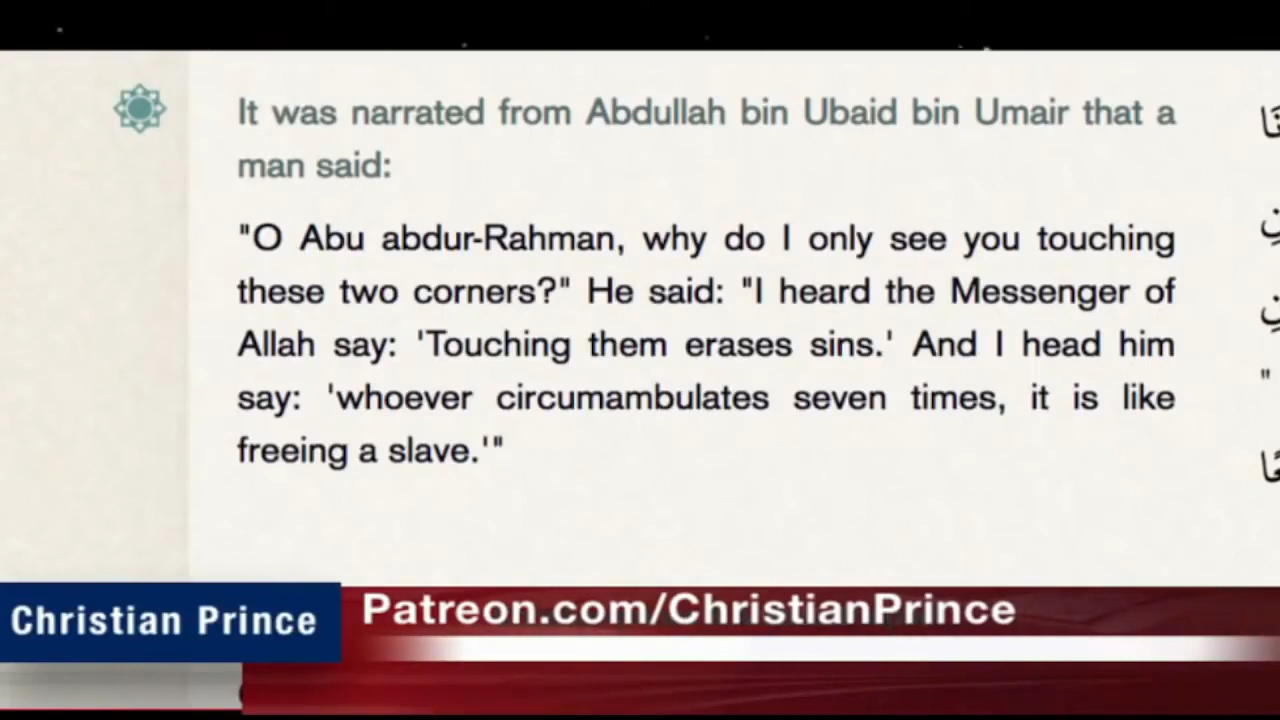 It was narrated from Abdullah bin Ubaid bin Umair that a
man said:
"O Abu abdur-Rahman, why do I only see you touching
these two corners?" He said: "I heard the Messenger of
Allah say: 'Touching them erases sins.' And I head him
say: 'whoever circumambulates seven times, it is like
freeing a slave.'"
Christian Prince
Patreon.com/ChristianPrince